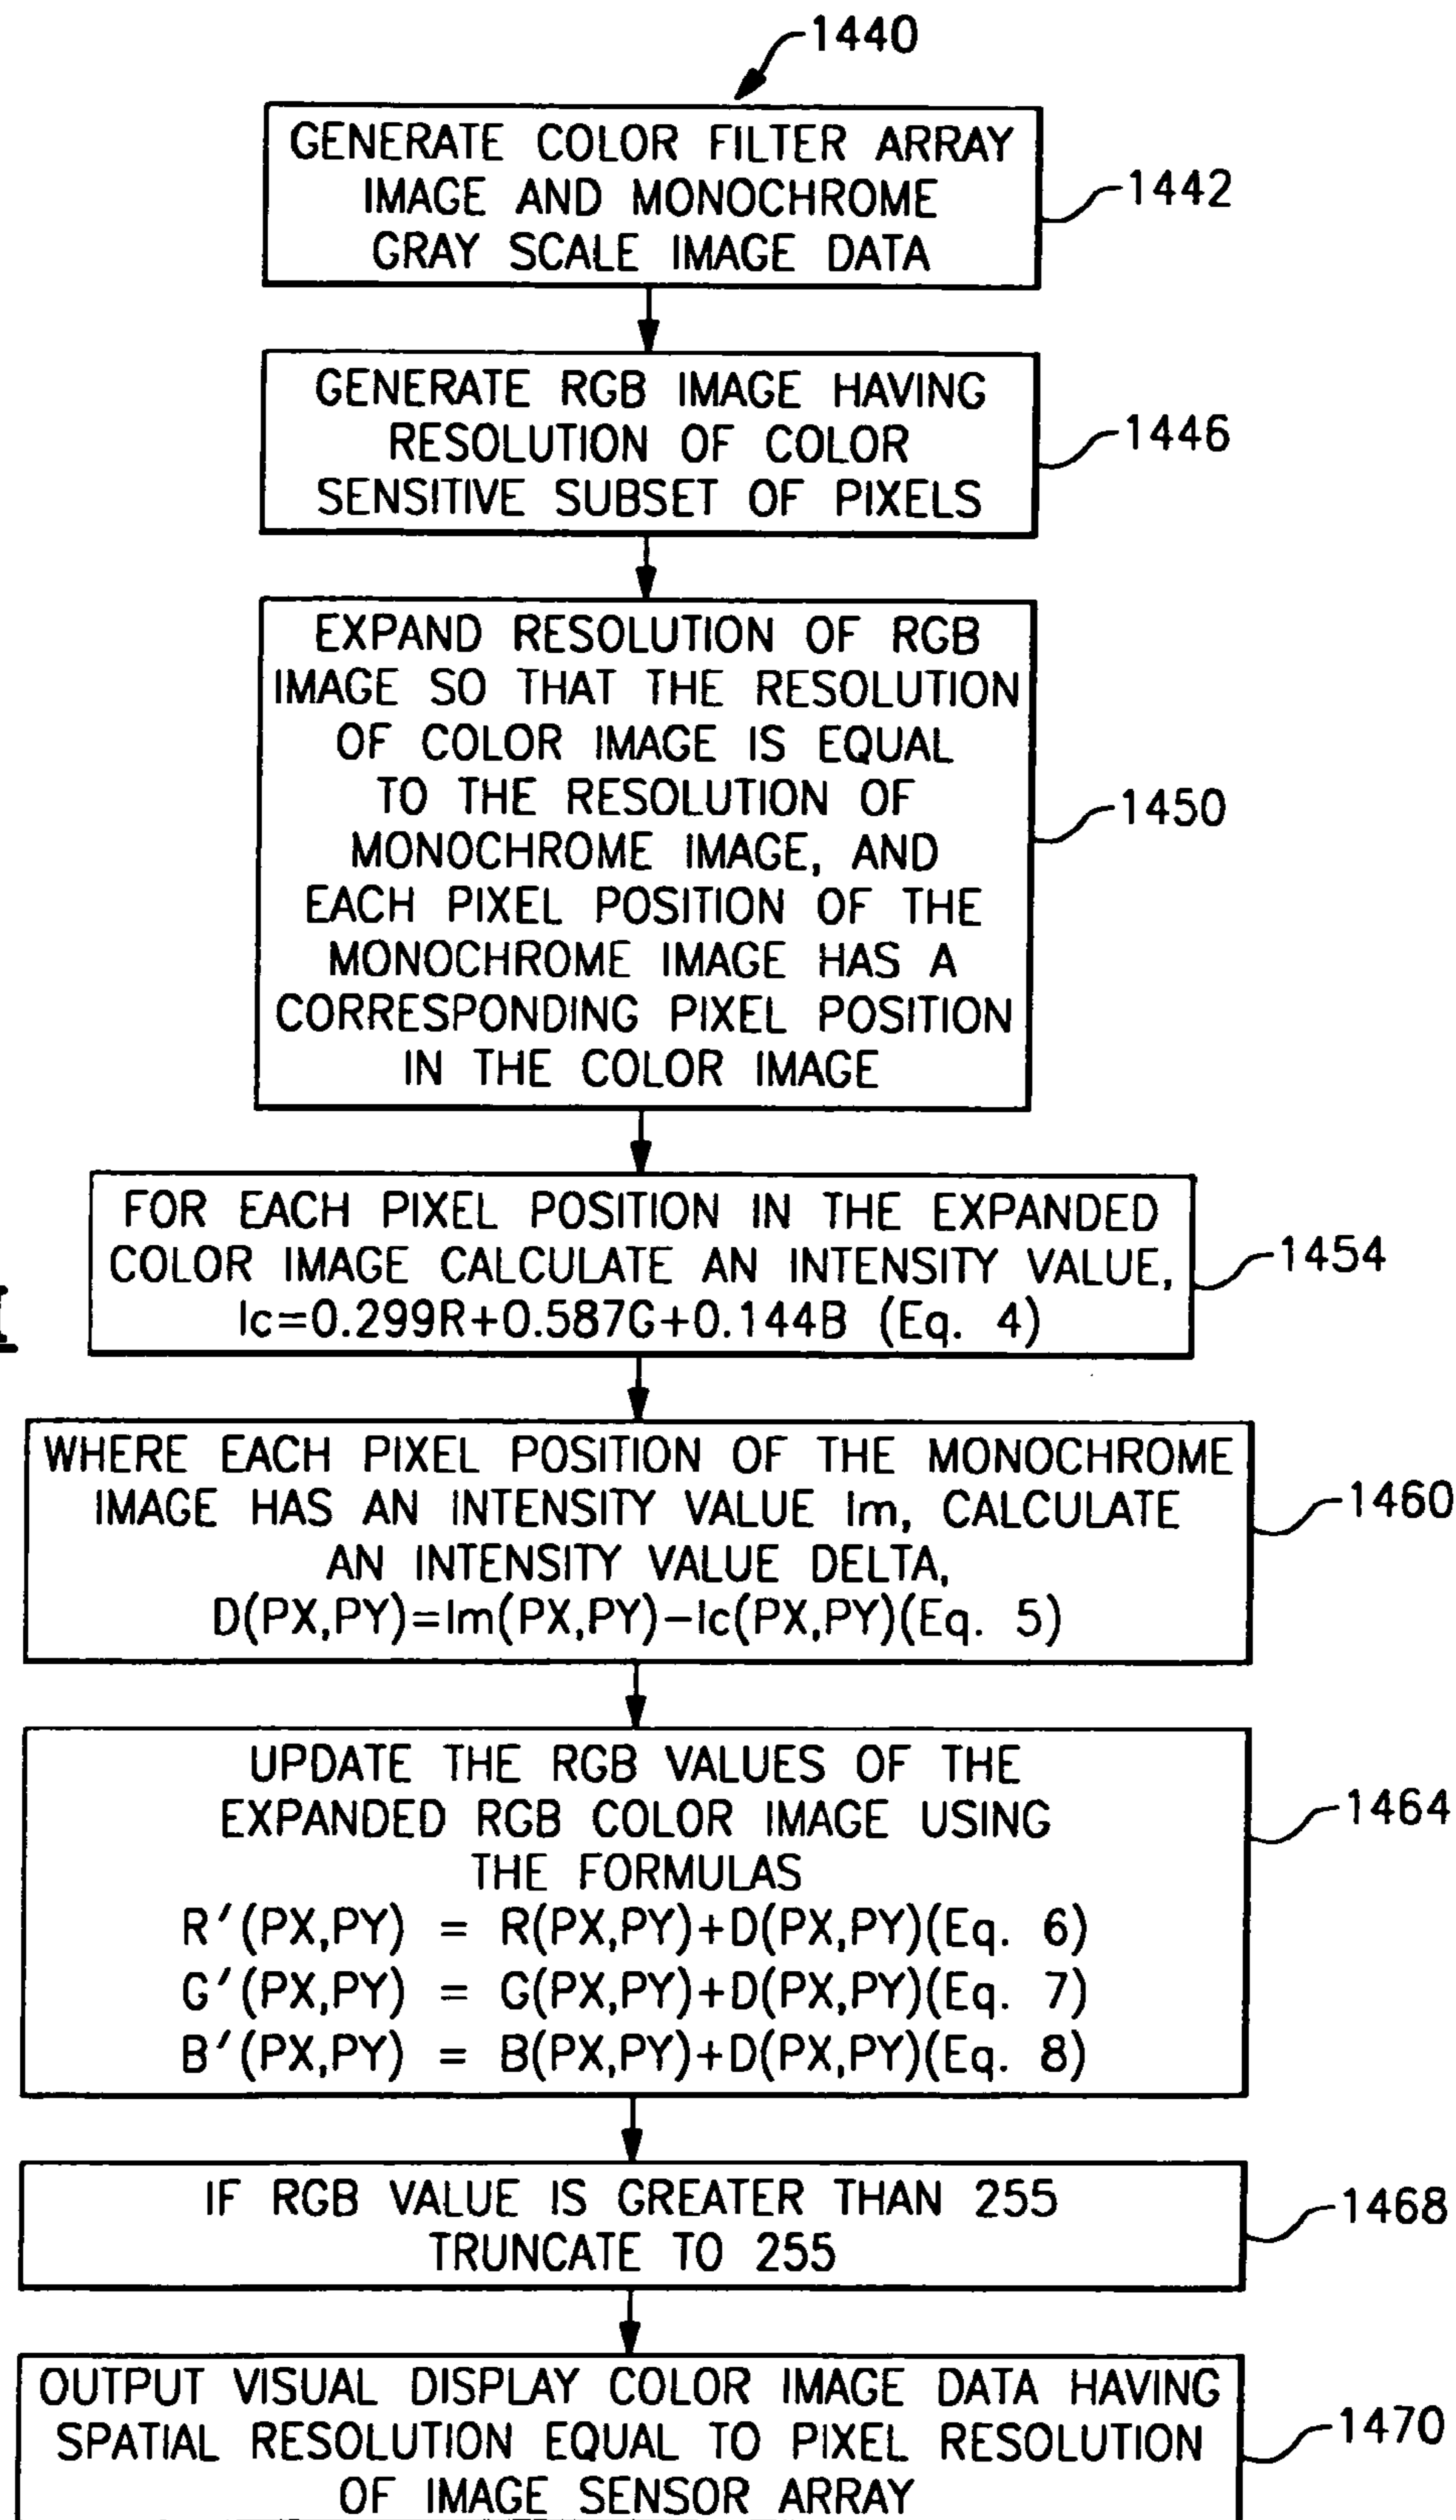 1440
GENERATE COLOR FILTER ARRAY
IMAGE AND MONOCHROME
GRAY SCALE IMAGE DATA
1442
GENERATE RGB IMAGE HAVING
RESOLUTION OF COLOR
SENSITIVE SUBSET OF PIXELS
1446
EXPAND RESOLUTION OF RGB
IMAGE SO THAT THE RESOLUTION
OF COLOR IMAGE IS EQUAL
TO THE RESOLUTION OF
MONOCHROME IMAGE, AND
EACH PIXEL POSITION OF THE
MONOCHROME IMAGE HAS A
CORRESPONDING PIXEL POSITION
IN THE COLOR IMAGE
1450
FOR EACH PIXEL POSITION IN THE EXPANDED
COLOR IMAGE CALCULATE AN INTENSITY VALUE,
Ic=0.299R+0.587G+0.144B (Eq. 4)
1454
WHERE EACH PIXEL POSITION OF THE MONOCHROME
IMAGE HAS AN INTENSITY VALUE Im, CALCULATE
AN INTENSITY VALUE DELTA,
D(PX,PY)=Im(PX,PY)-Ic(PX,PY)(Eq. 5)
1460
UPDATE THE RGB VALUES OF THE
EXPANDED RGB COLOR IMAGE USING
THE FORMULAS
R'(PX,PY) = R(PX,PY)+D(PX,PY)(Eq. 6)
G'(PX,PY) = G(PX,PY)+D(PX,PY)(Eq. 7)
B'(PX,PY) = B(PX,PY)+D(PX,PY)(Eq. 8)
1464
IF RGB VALUE IS GREATER THAN 255
TRUNCATE TO 255
1468
OUTPUT VISUAL DISPLAY COLOR IMAGE DATA HAVING
SPATIAL RESOLUTION EQUAL TO PIXEL RESOLUTION
OF IMAGE SENSOR ARRAY
1470